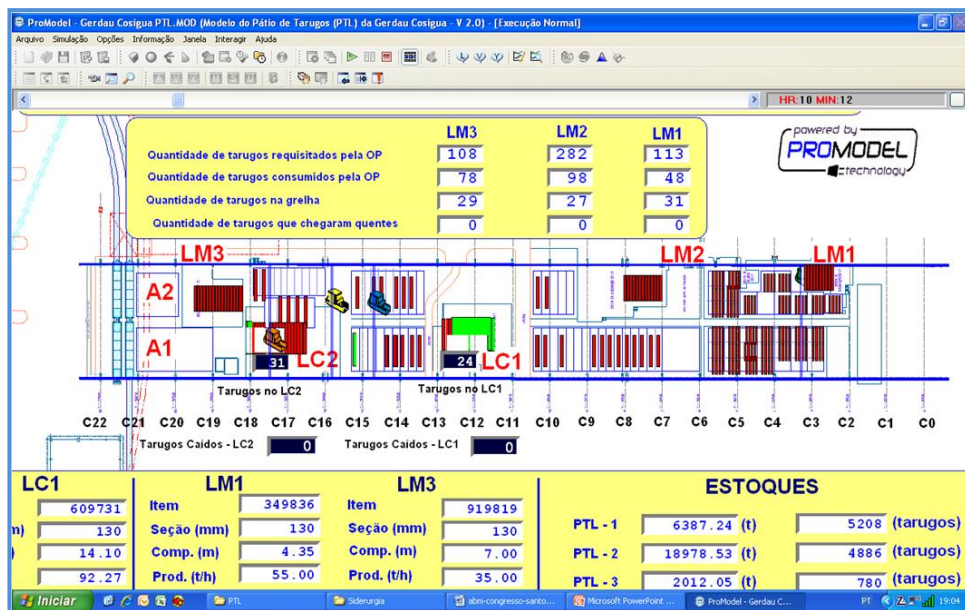 ProModel - Gerdau Cosigua PTL.MOD (Modelo do Pátio de Tarugos (PTL) da Gerdau Cosigua - V 2.0) - [Execução Normal]
Arquivo Simulação Opções Informação Janela Interagir Ajuda
HR:10 MIN:12
LM3 LM2 LM1
Quantidade de tarugos requisitados pela OP 108 282 113
Quantidade de tarugos consumidos pela OP 78 98 48
Quantidade de tarugos na grelha 29 27 31
Quantidade de tarugos que chegaram quentes 0 0 0
powered by
PROMODEL
technology
LM3 LM2 LM1
A2
A1
31 LC2 24 LC1
Tarugos no LC2 Tarugos no LC1
C22 C21 C20 C19 C18 C17 C16 C15 C14 C13 C12 C11 C10 C9 C8 C7 C6 C5 C4 C3 C2 C1 C0
Tarugos Caídos - LC2 0 Tarugos Caídos - LC1 0
LC1 LM1 LM3 ESTOQUES
609731 Item 349836 Item 919819
m) 130 Seção (mm) 130 Seção (mm) 130 PTL - 1 6387.24 (t) 5208 (tarugos)
) 14.10 Comp. (m) 4.35 Comp. (m) 7.00 PTL - 2 18978.53 (t) 4886 (tarugos)
92.27 Prod. (t/h) 55.00 Prod. (t/h) 35.00 PTL - 3 2012.05 (t) 780 (tarugos)
Iniciar PTL Siderurgia abm-congresso-santo... Microsoft PowerPoint ... ProModel - Gerdau C... PT 19:04